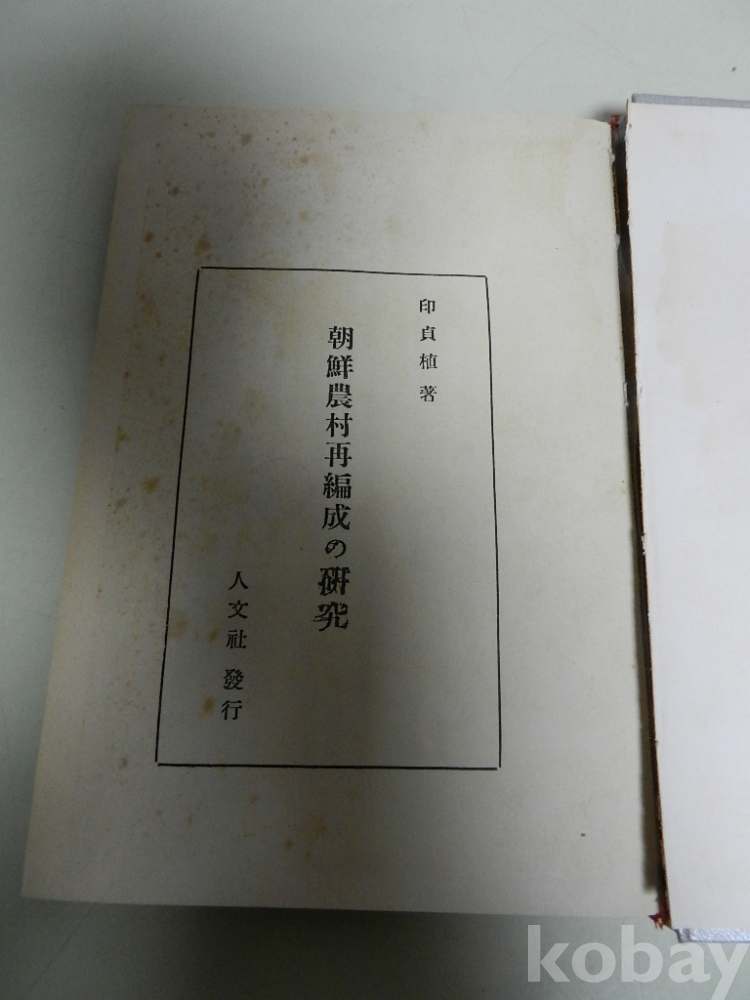 印貞植 著
朝鮮農村再編成の硏究
人文社 發行
kobay